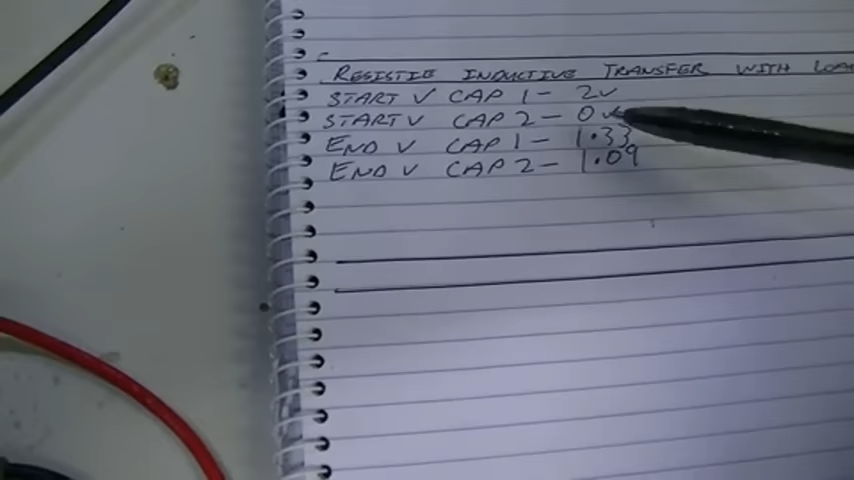 RESISTIE INDUCTIVE TRANSFER WITH LOA
START V CAP 1 - 2V
START V CAP 2 - 0V
END V CAP 1 - 1.33
END V CAP 2 - 1.09